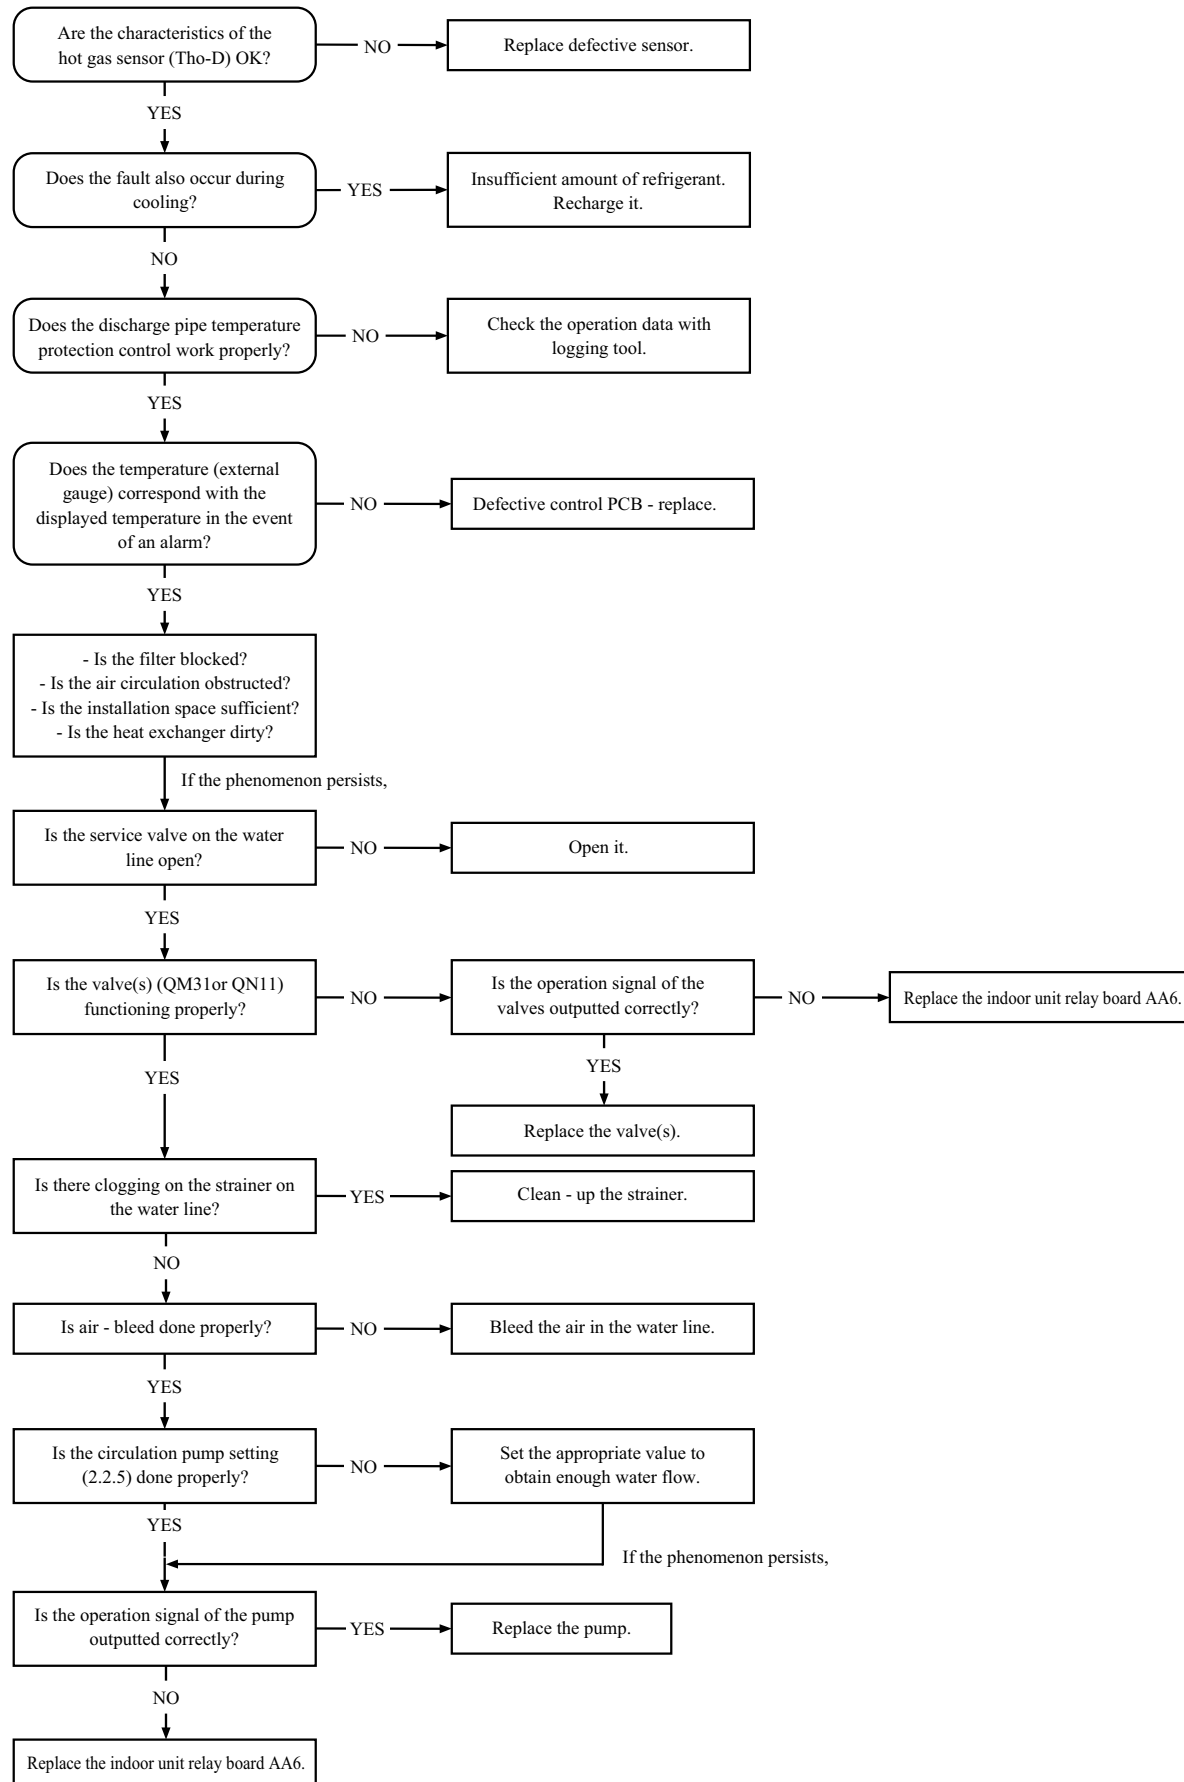 Are the characteristics of the
hot gas sensor (Tho-D) OK?
NO
Replace defective sensor.
YES
Does the fault also occur during
cooling?
YES
Insufficient amount of refrigerant.
Recharge it.
NO
Does the discharge pipe temperature
protection control work properly?
NO
Check the operation data with
logging tool.
YES
Does the temperature (external
gauge) correspond with the
displayed temperature in the event
of an alarm?
NO
Defective control PCB - replace.
YES
- Is the filter blocked?
- Is the air circulation obstructed?
- Is the installation space sufficient?
- Is the heat exchanger dirty?
If the phenomenon persists,
Is the service valve on the water
line open?
NO
Open it.
YES
Is the valve(s) (QM31or QN11)
functioning properly?
NO
Is the operation signal of the
valves outputted correctly?
NO
Replace the indoor unit relay board AA6.
YES
YES
Replace the valve(s).
Is there clogging on the strainer on
the water line?
YES
Clean - up the strainer.
NO
Is air - bleed done properly?
NO
Bleed the air in the water line.
YES
Is the circulation pump setting
(2.2.5) done properly?
NO
Set the appropriate value to
obtain enough water flow.
YES
If the phenomenon persists,
Is the operation signal of the pump
outputted correctly?
YES
Replace the pump.
NO
Replace the indoor unit relay board AA6.